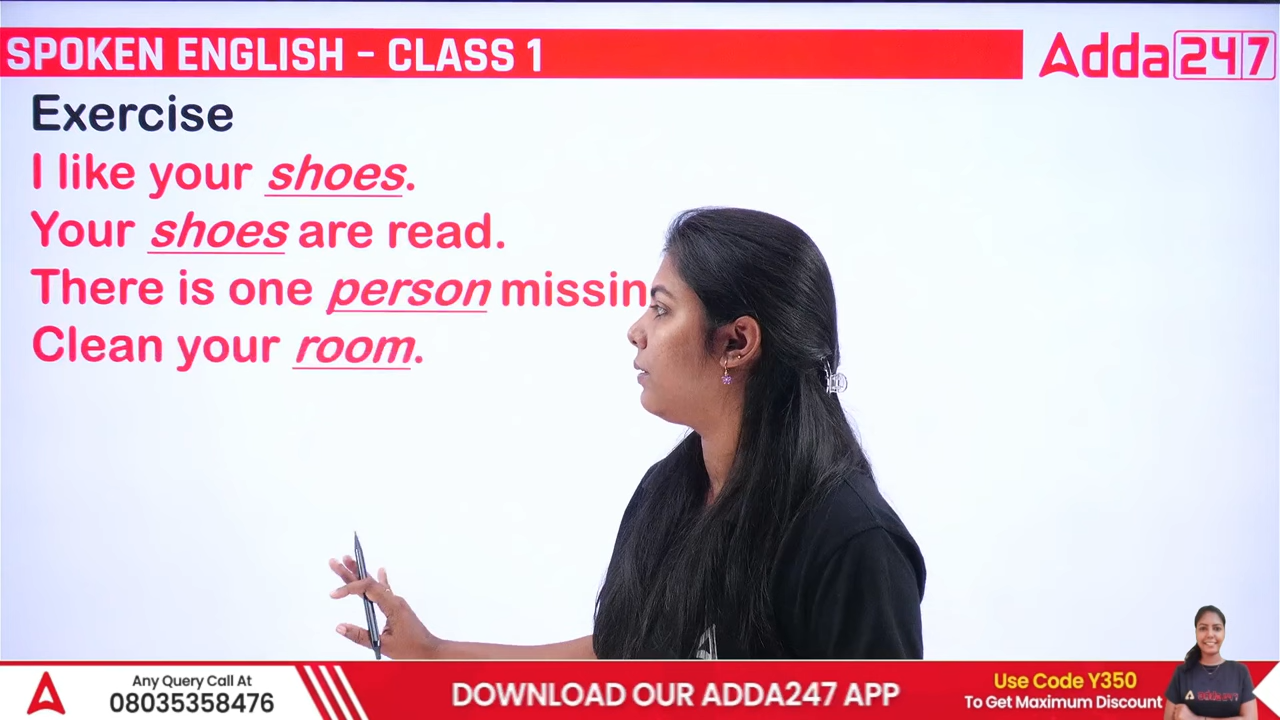 SPOKEN ENGLISH - CLASS 1
Adda247
Exercise
I like your shoes.
Your shoes are read.
There is one person missin
Clean your room.
Any Query Call At
08035358476
DOWNLOAD OUR ADDA247 APP
Use Code Y350
To Get Maximum Discount
adda247